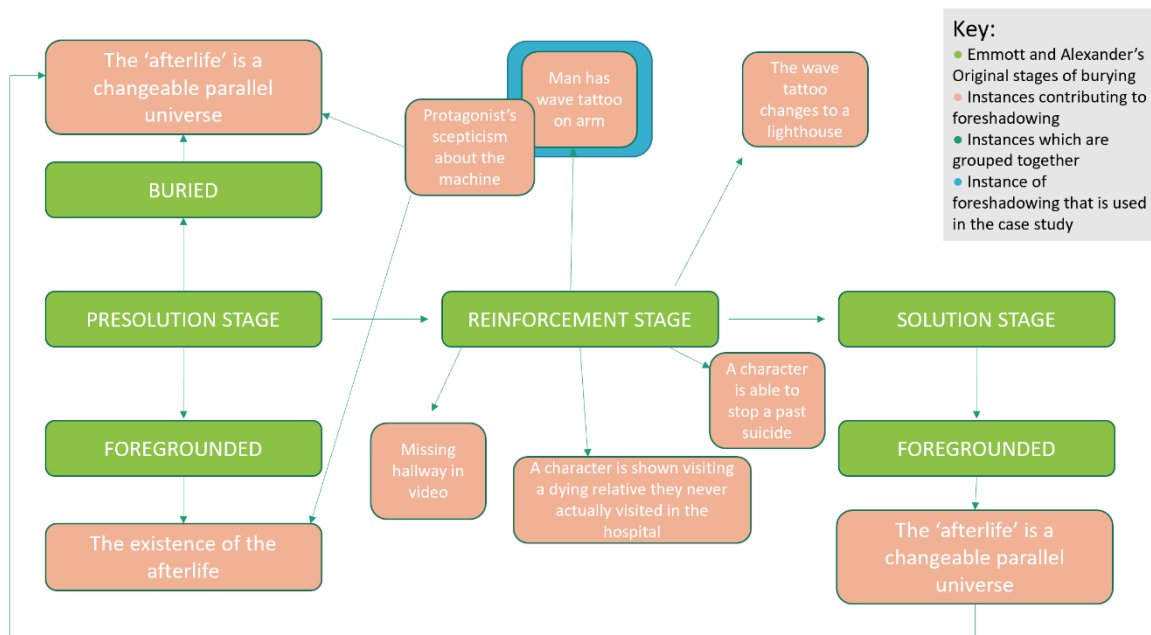 The 'afterlife' is a
changeable parallel
universe
Protagonist's
scepticism
about the
machine
Man has
wave tattoo
on arm
The wave
tattoo
changes to a
lighthouse
Key:
● Emmott and Alexander's
Original stages of burying
● Instances contributing to
foreshadowing
● Instances which are
grouped together
● Instance of
foreshadowing that is used
in the case study
BURIED
PRESOLUTION STAGE
REINFORCEMENT STAGE
SOLUTION STAGE
FOREGROUNDED
Missing
hallway in
video
A character is shown visiting
a dying relative they never
actually visited in the
hospital
A character
is able to
stop a past
suicide
FOREGROUNDED
The existence of the
afterlife
The 'afterlife' is a
changeable parallel
universe